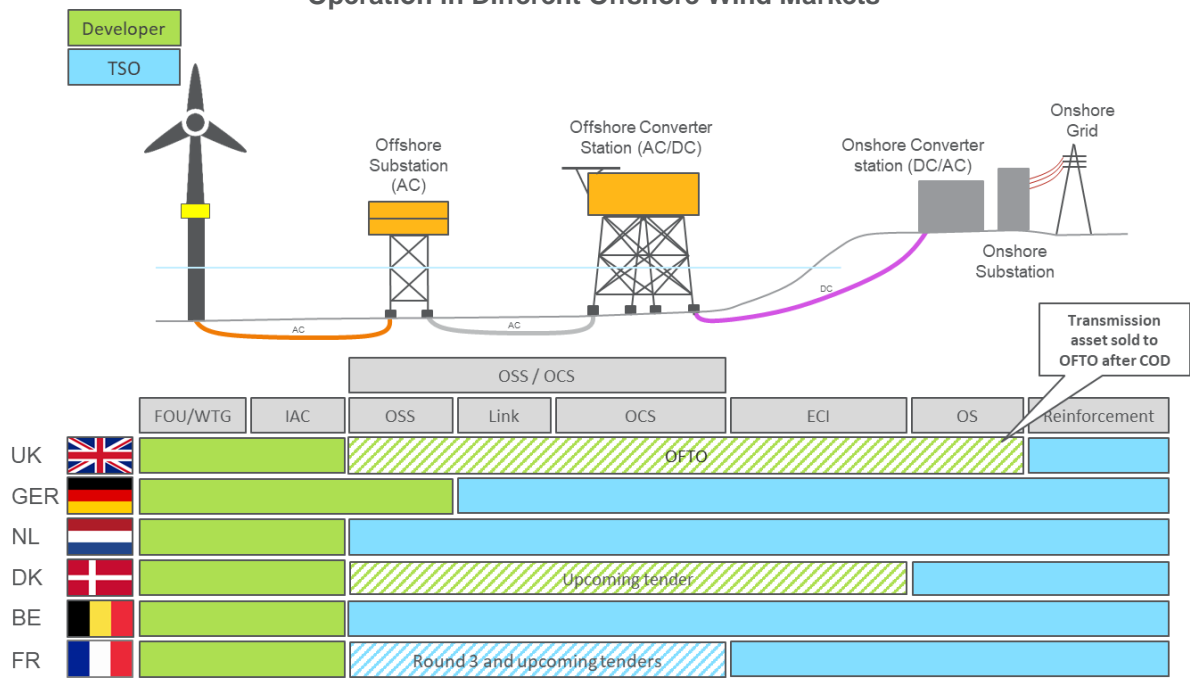 Operation in Different Offshore Wind Markets
Developer
TSO
Offshore
Substation
(AC)
Offshore Converter
Station (AC/DC)
Onshore Converter
station (DC/AC)
Onshore
Grid
Onshore
Substation
AC
AC
DC
Transmission
asset sold to
OFTO after COD
OSS / OCS
FOU/WTG IAC OSS Link OCS ECI OS Reinforcement
UK OFTO
GER
NL
DK Upcoming tender
BE
FR Round 3 and upcoming tenders